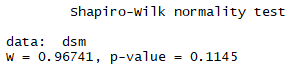 Shapiro-Wilk normality test
data:  dsm
W = 0.96741, p-value = 0.1145